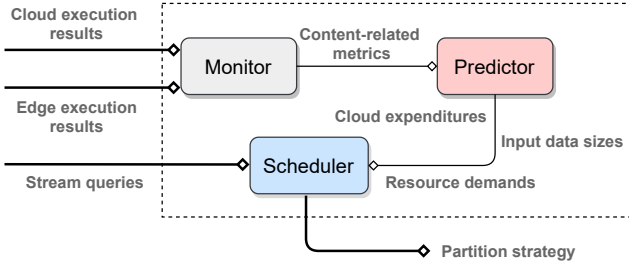 Cloud execution
results
Content-related
metrics
Monitor
Predictor
Edge execution
results
Cloud expenditures
Input data sizes
Scheduler
Stream queries
Resource demands
Partition strategy